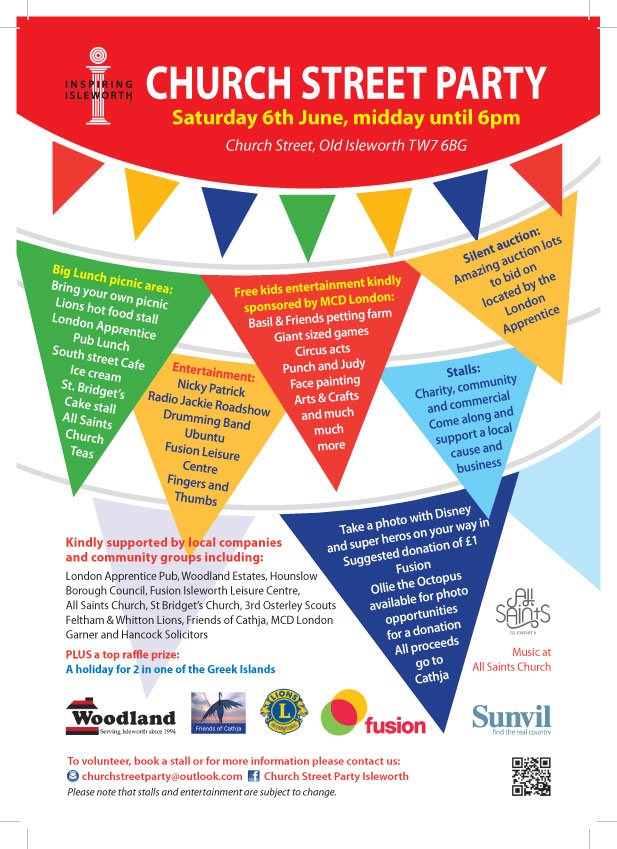 INSPIRING
ISLEWORTH
CHURCH STREET PARTY
Saturday 6th June, midday until 6pm
Church Street, Old Isleworth TW7 6BG
Big Lunch picnic area:
Bring your own picnic
Lions hot food stall
London Apprentice
Pub Lunch
South street Cafe
Ice cream
St. Bridget's
Cake stall
All Saints
Church
Teas
Entertainment:
Nicky Patrick
Radio Jackie Roadshow
Drumming Band
Ubuntu
Fusion Leisure
Centre
Fingers and
Thumbs
Free kids entertainment kindly
sponsored by MCD London:
Basil & Friends petting farm
Giant sized games
Circus acts
Punch and Judy
Face painting
Arts & Crafts
and much
much
more
Silent auction:
Amazing auction lots
to bid on
located by the
London
Apprentice
Stalls:
Charity, community
and commercial
Come along and
support a local
cause and
business
Take a photo with Disney
and super heros on your way in
Suggested donation of £1
Fusion
Ollie the Octopus
available for photo
opportunities
for a donation
All proceeds
go to
Cathja
Kindly supported by local companies
and community groups including:
London Apprentice Pub, Woodland Estates, Hounslow
Borough Council, Fusion Isleworth Leisure Centre,
All Saints Church, St Bridget's Church, 3rd Osterley Scouts
Feltham & Whitton Lions, Friends of Cathja, MCD London
Garner and Hancock Solicitors
PLUS a top raffle prize:
A holiday for 2 in one of the Greek Islands
All
Saints
ISLEWORTH
Music at
All Saints Church
Woodland
Serving Isleworth since 1994
Friends of Cathja
LIONS
L
INTERNATIONAL
fusion
Sunvil
find the real country
To volunteer, book a stall or for more information please contact us:
churchstreetparty@outlook.com f Church Street Party Isleworth
Please note that stalls and entertainment are subject to change.